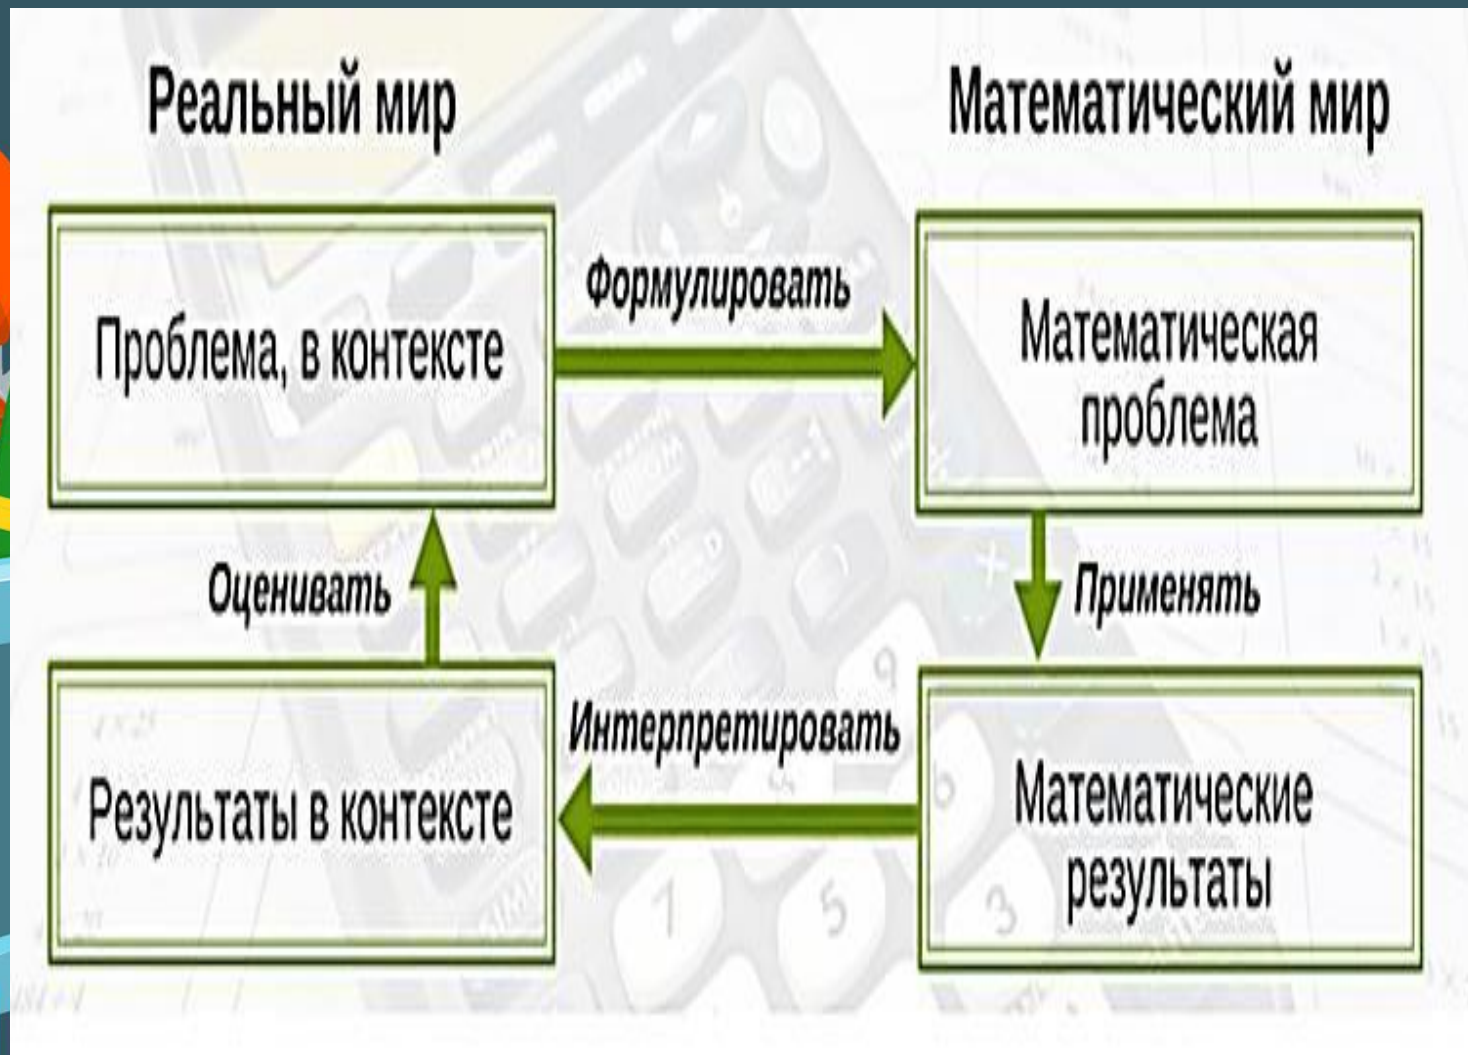 Реальный мир
Математический мир
Проблема, в контексте
Формулировать
Математическая
проблема
Оценивать
Применять
Результаты в контексте
Интерпретировать
Математические
результаты